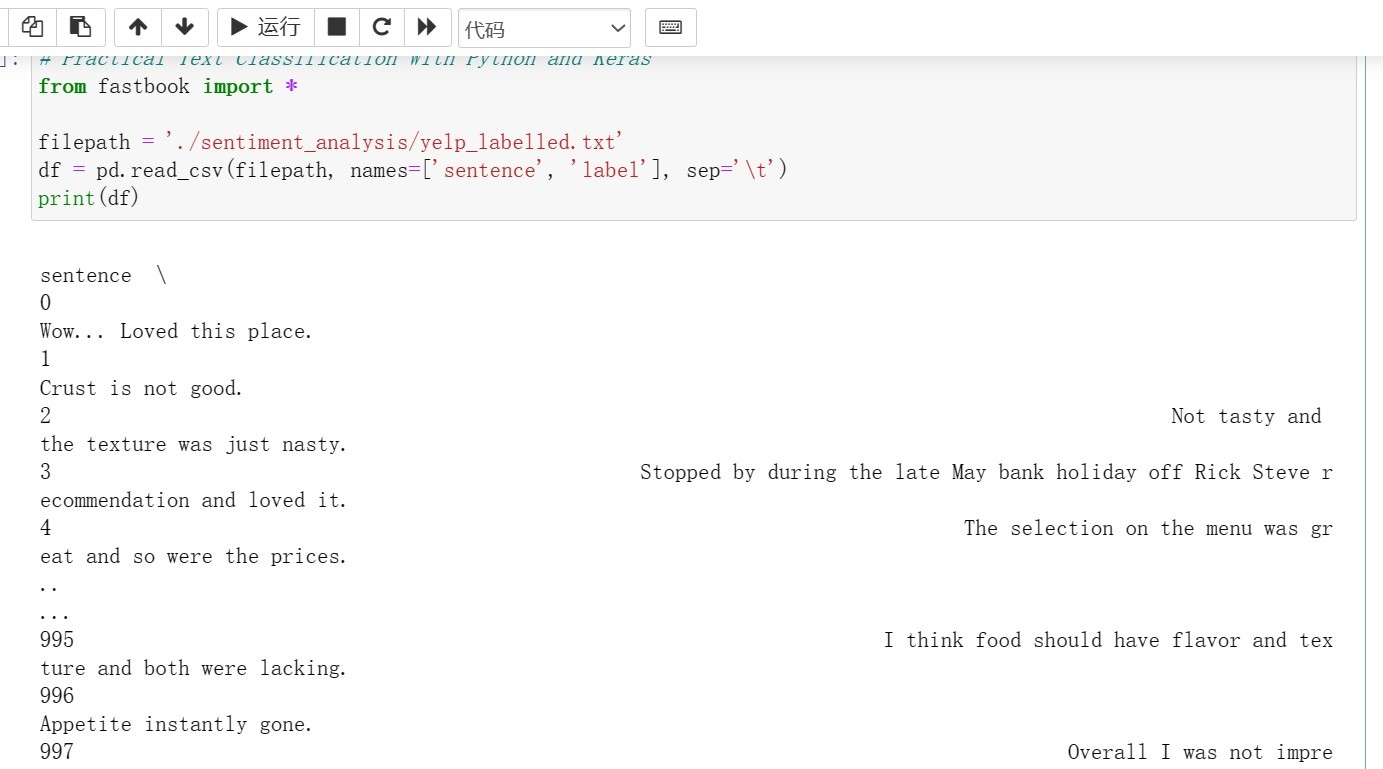 运行
代码
]: # Practical Text Classification With Python and Keras
from fastbook import *
filepath = './sentiment_analysis/yelp_labelled.txt'
df = pd.read_csv(filepath, names=['sentence', 'label'], sep='\t')
print(df)
sentence  \
0
Wow... Loved this place.
1
Crust is not good.
2 Not tasty and
the texture was just nasty.
3 Stopped by during the late May bank holiday off Rick Steve r
ecommendation and loved it.
4 The selection on the menu was gr
eat and so were the prices.
..
...
995 I think food should have flavor and tex
ture and both were lacking.
996
Appetite instantly gone.
997 Overall I was not impre